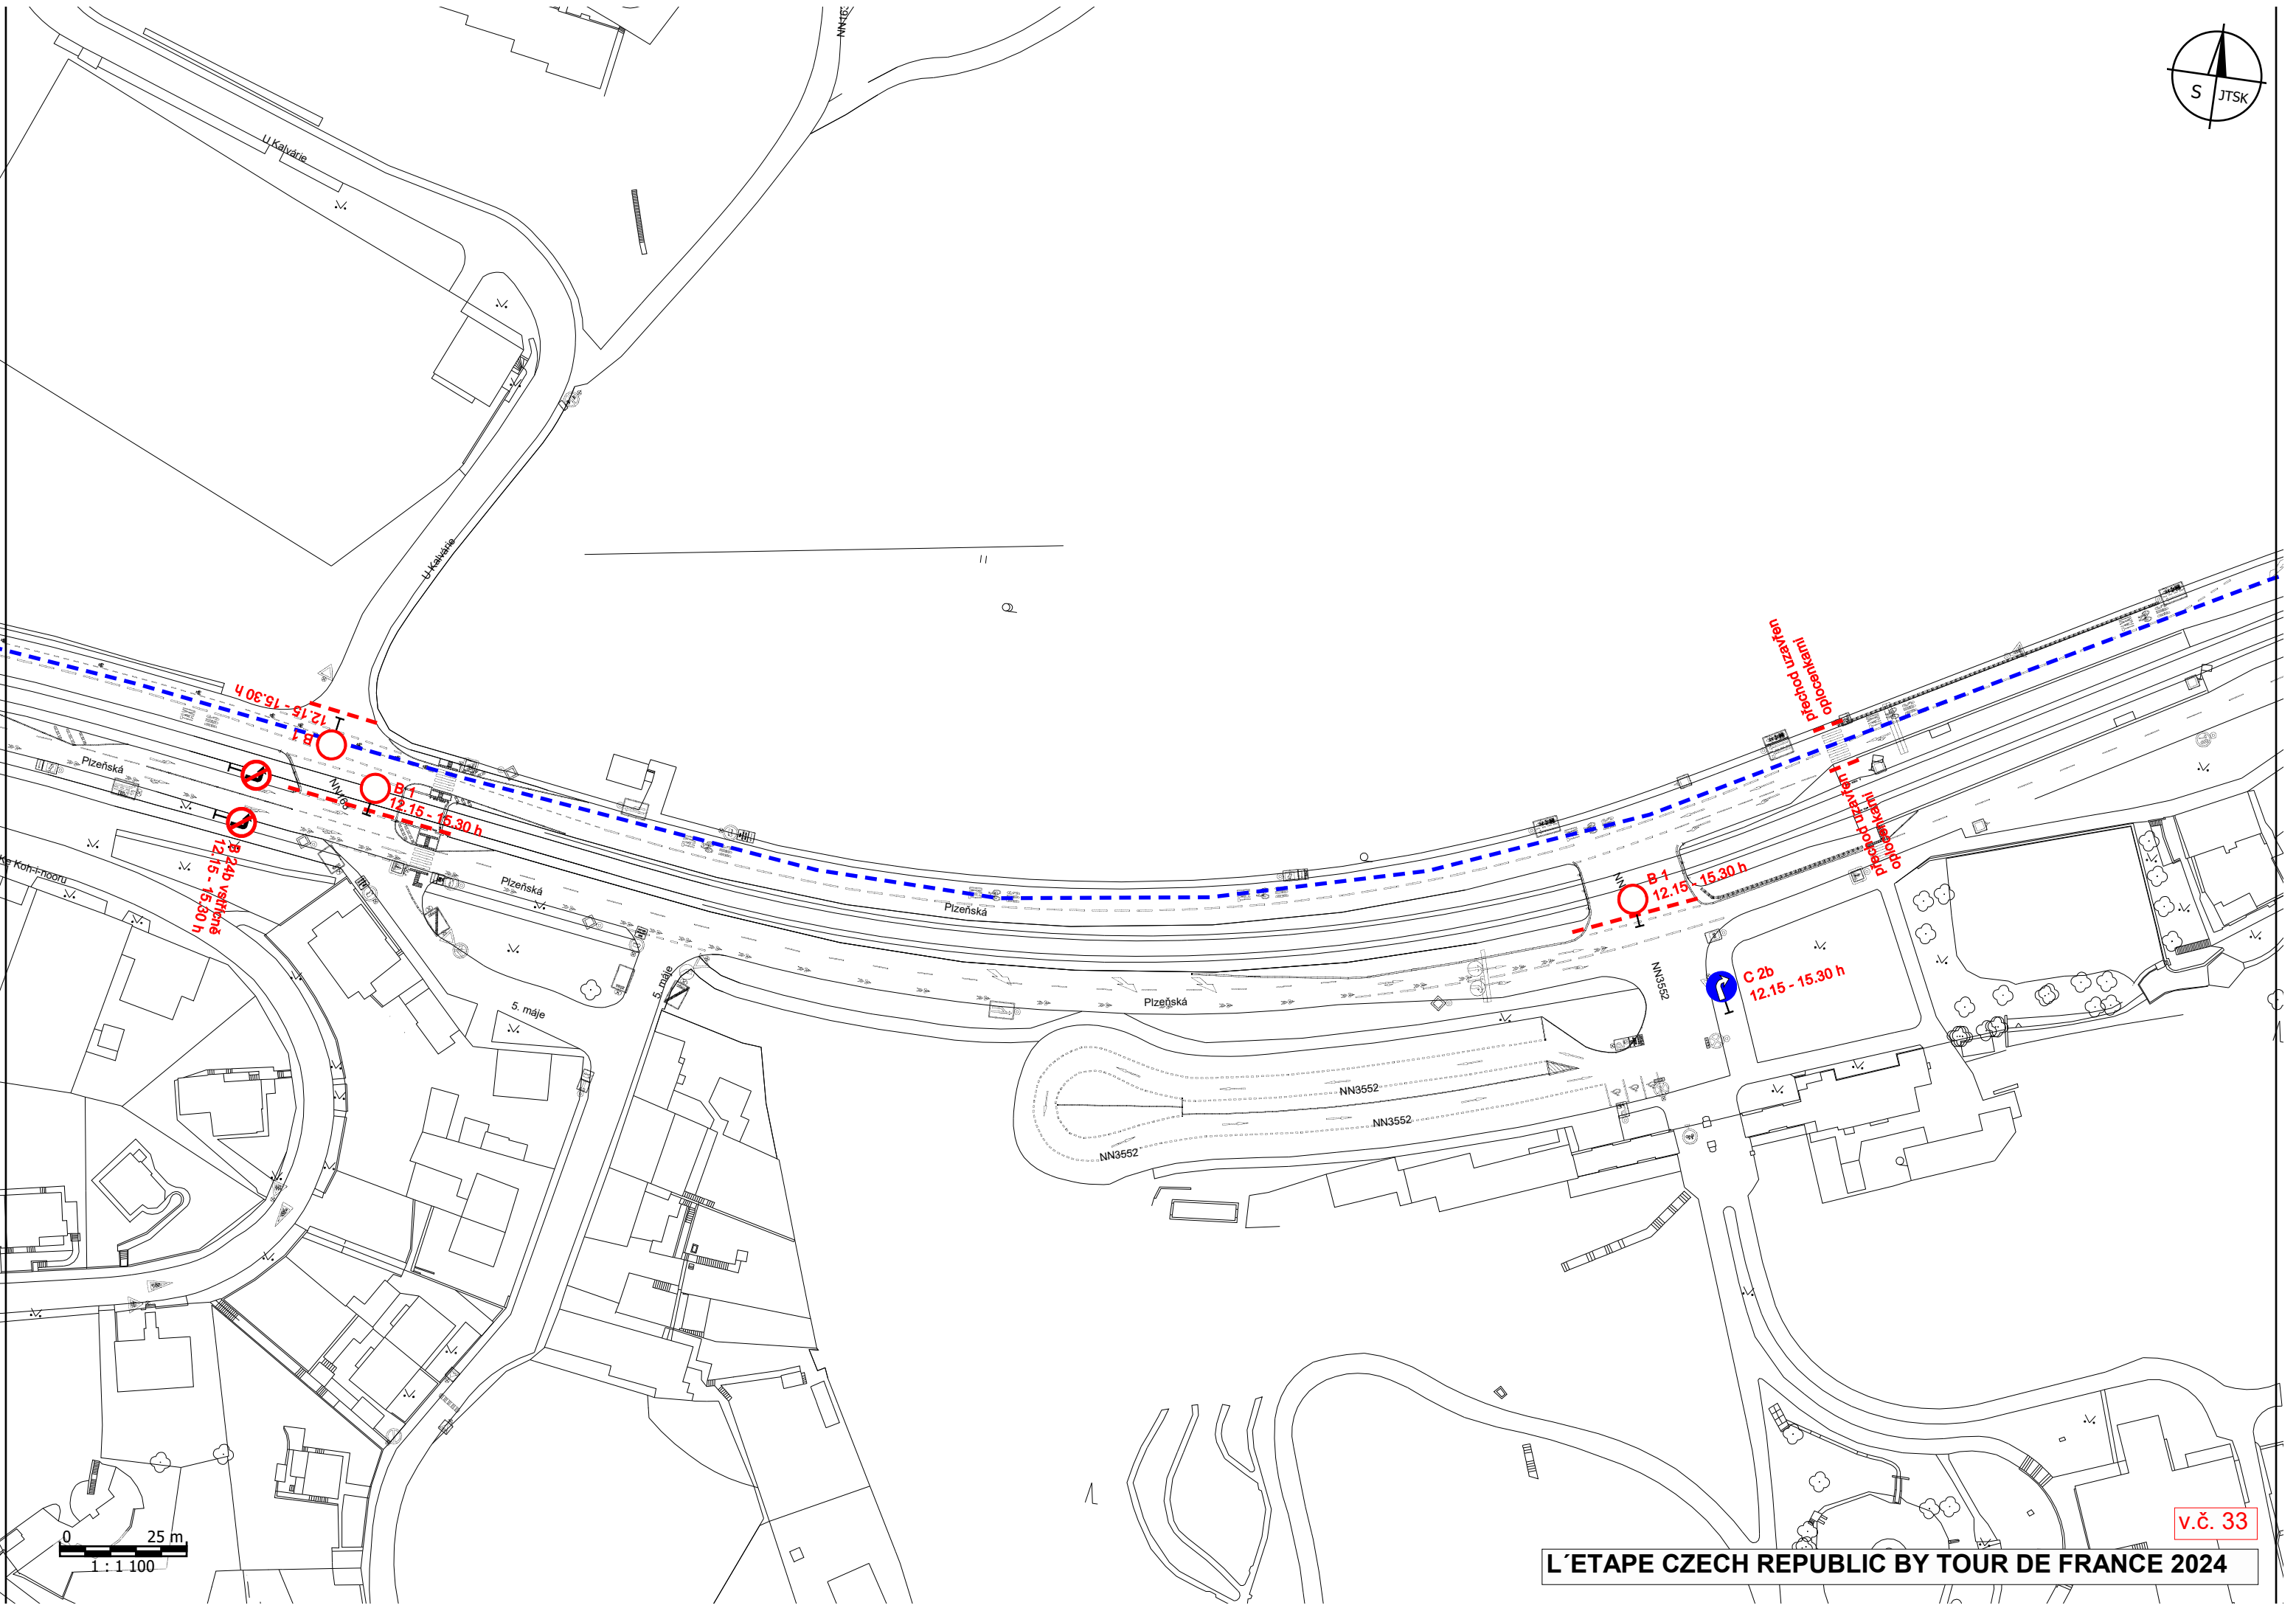 NN163
S JTSK
U Kalvárie
U Kalvárie
přechod uzavřen
oplocenkami
12.15 - 15.30 h
B 1
Plzeňská
B 1
12.15 - 15.30 h
B 24b vstřícně
12.15 - 15.30 h
Ke Koh-i-nooru
Plzeňská
Plzeňská
Plzeňská
přechod uzavřen
oplocenkami
B 1
12.15 - 15.30 h
C 2b
12.15 - 15.30 h
NN3552
5. máje
5. máje
NN3552
NN3552
NN3552
0 25 m
1 : 1 100
v.č. 33
L´ETAPE CZECH REPUBLIC BY TOUR DE FRANCE 2024